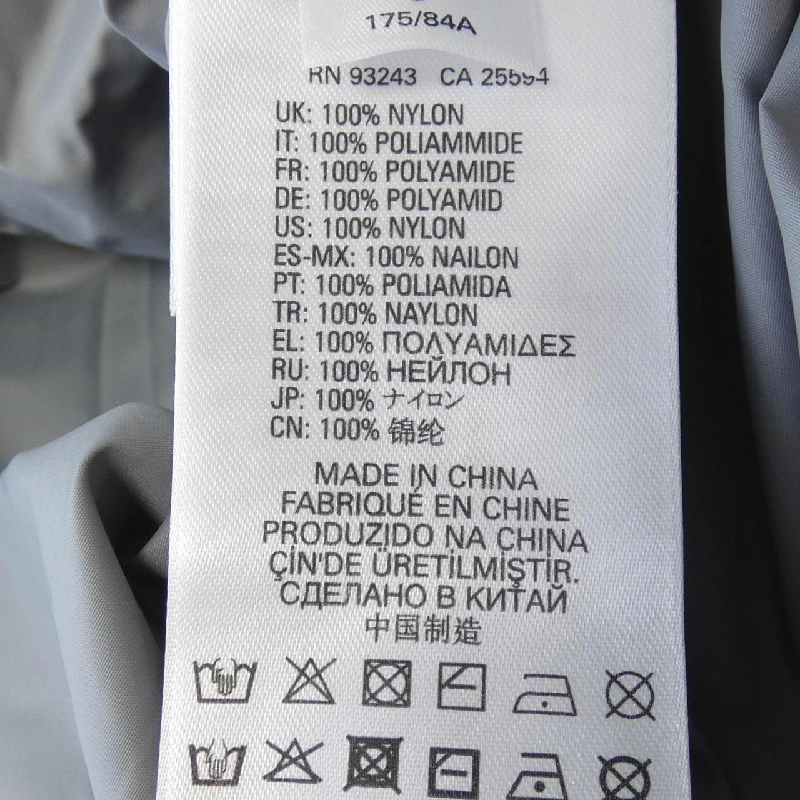 175/84A
RN 93243 CA 25594
UK: 100% NYLON
IT: 100% POLIAMMIDE
FR: 100% POLYAMIDE
DE: 100% POLYAMID
US: 100% NYLON
ES-MX: 100% NAILON
PT: 100% POLIAMIDA
TR: 100% NAYLON
EL: 100% ΠΟΛΥΑΜΙΔΕΣ
RU: 100% НЕЙЛОН
JP: 100% ナイロン
CN: 100% 锦纶
MADE IN CHINA
FABRIQUÉ EN CHINE
PRODUZIDO NA CHINA
ÇİN'DE ÜRETİLMİŞTİR.
СДЕЛАНО В КИТАЙ
中国制造